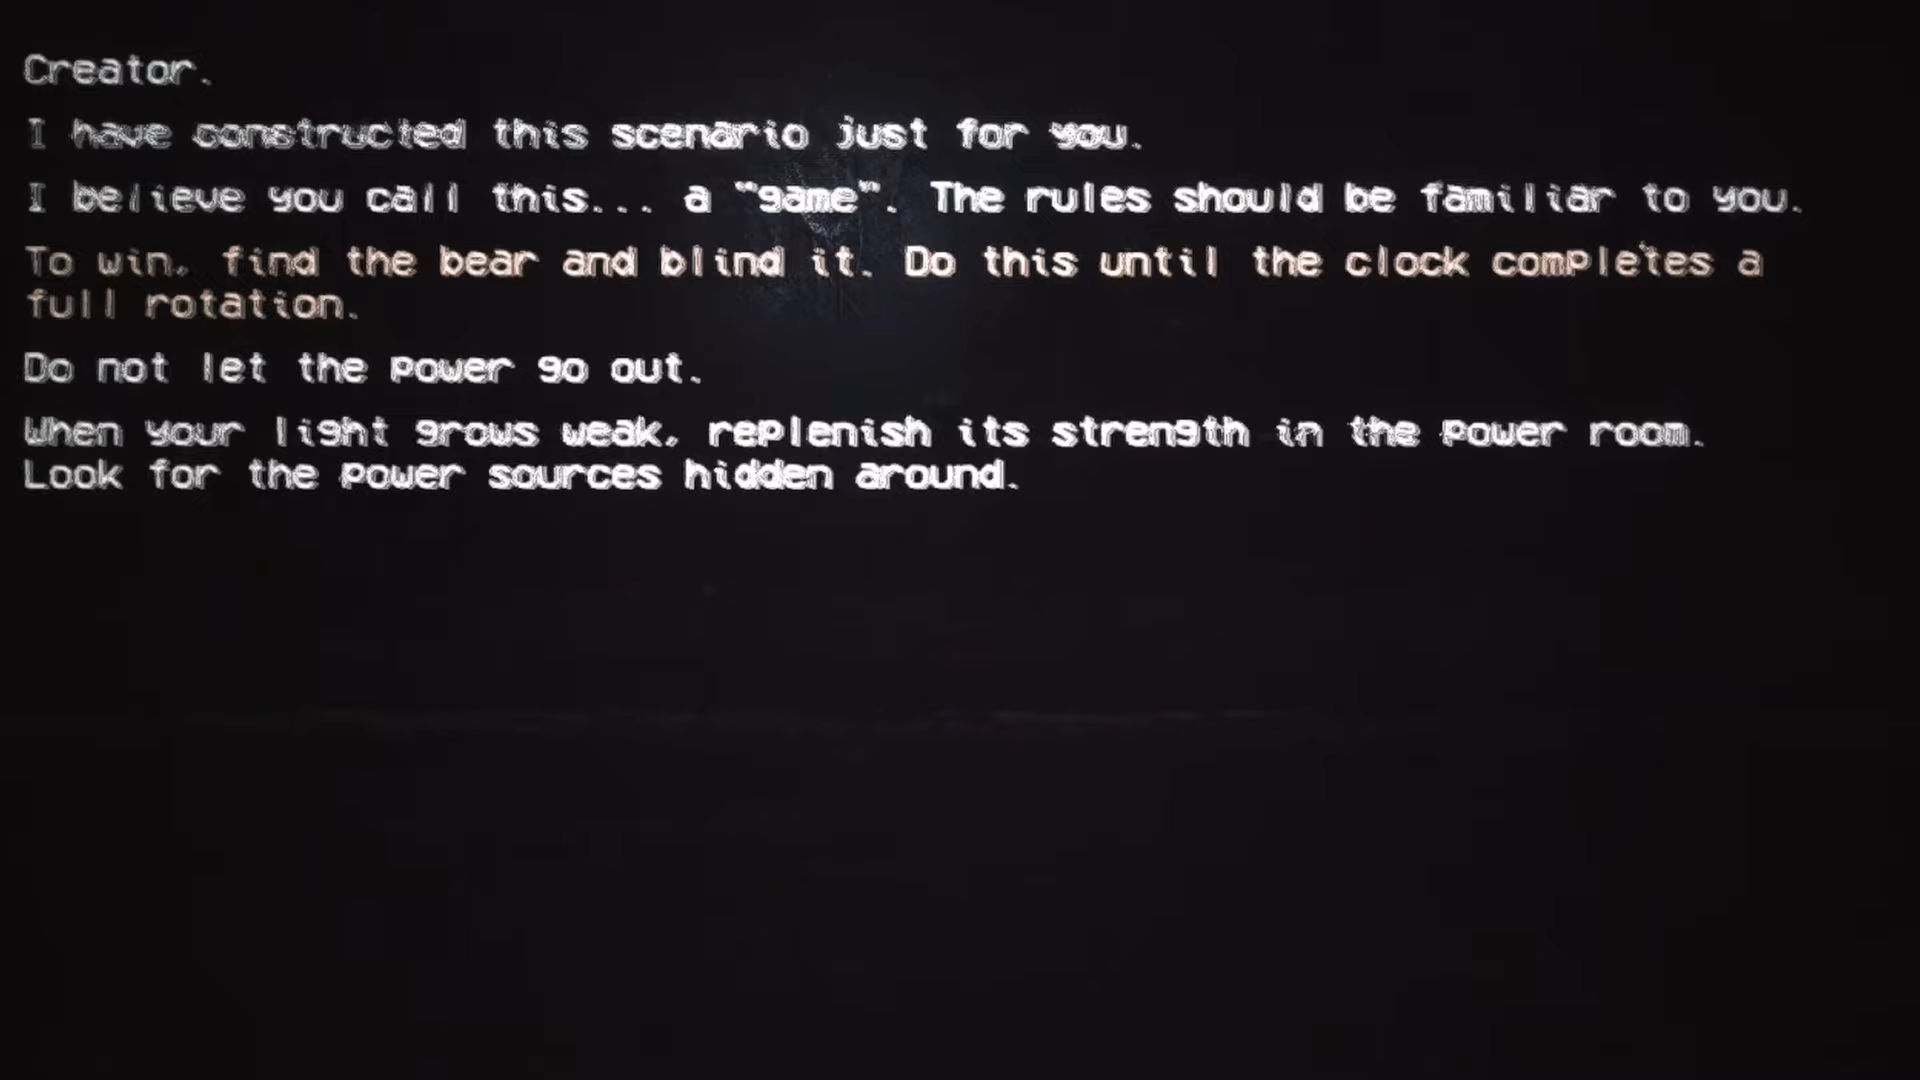 Creator.
I have constructed this scenario just for you.
I believe you call this... a "game". The rules should be familiar to you.
To win, find the bear and blind it. Do this until the clock completes a
full rotation.
Do not let the power go out.
When your light grows weak, replenish its strength in the power room.
Look for the power sources hidden around.